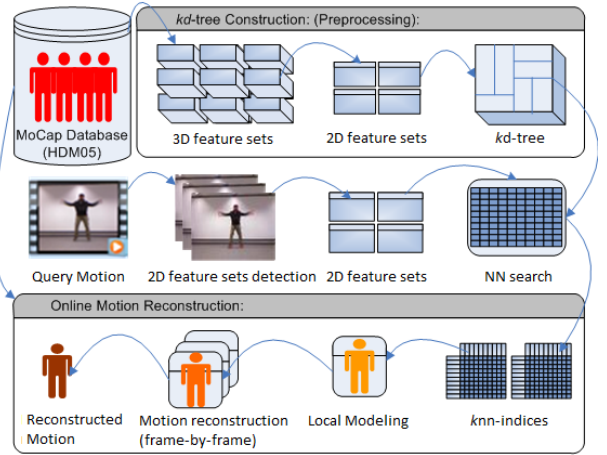 kd-tree Construction: (Preprocessing):
MoCap Database
(HDM05)
3D feature sets
2D feature sets
kd-tree
Query Motion
2D feature sets detection
2D feature sets
NN search
Online Motion Reconstruction:
Reconstructed
Motion
Motion reconstruction
(frame-by-frame)
Local Modeling
knn-indices